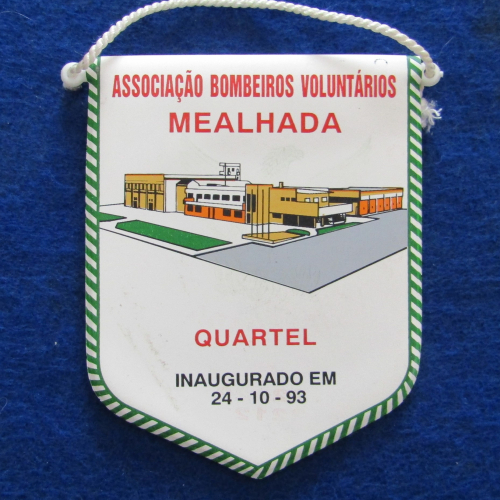 ASSOCIAÇÃO BOMBEIROS VOLUNTÁRIOS
MEALHADA
QUARTEL
INAUGURADO EM
24 - 10 - 93